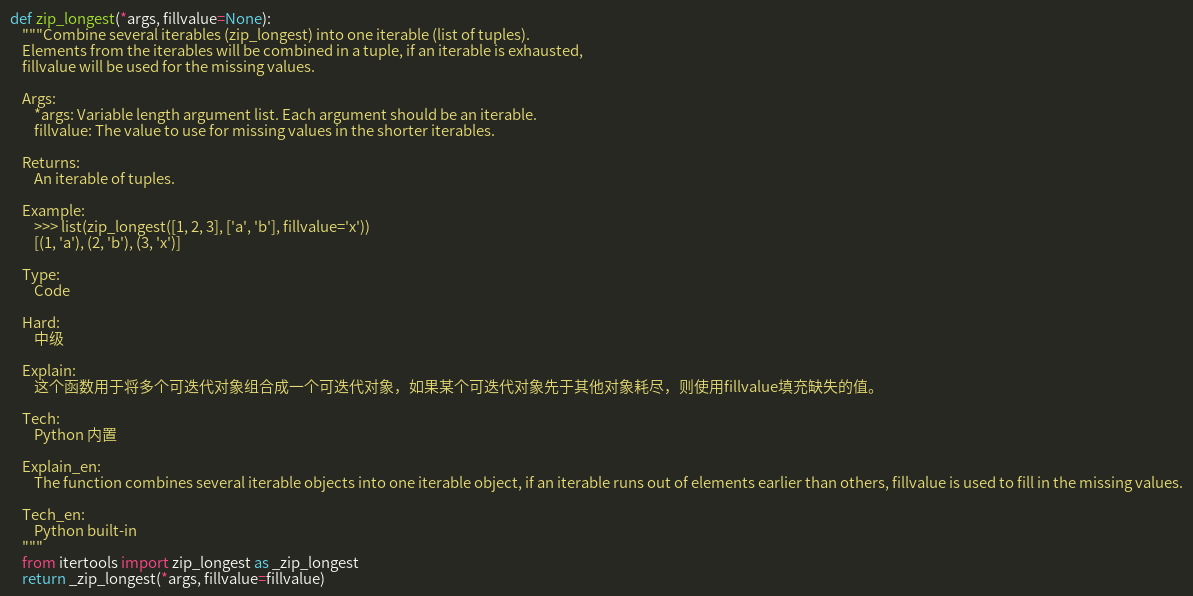 def zip_longest(*args, fillvalue=None):
"""Combine several iterables (zip_longest) into one iterable (list of tuples).
Elements from the iterables will be combined in a tuple, if an iterable is exhausted,
fillvalue will be used for the missing values.
Args:
*args: Variable length argument list. Each argument should be an iterable.
fillvalue: The value to use for missing values in the shorter iterables.
Returns:
An iterable of tuples.
Example:
>>> list(zip_longest([1, 2, 3], ['a', 'b'], fillvalue='x'))
[(1, 'a'), (2, 'b'), (3, 'x')]
Type:
Code
Hard:
中级
Explain:
这个函数用于将多个可迭代对象组合成一个可迭代对象，如果某个可迭代对象先于其他对象耗尽，则使用fillvalue填充缺失的值。
Tech:
Python 内置
Explain_en:
The function combines several iterable objects into one iterable object, if an iterable runs out of elements earlier than others, fillvalue is used to fill in the missing values.
Tech_en:
Python built-in
"""
from itertools import zip_longest as _zip_longest
return _zip_longest(*args, fillvalue=fillvalue)